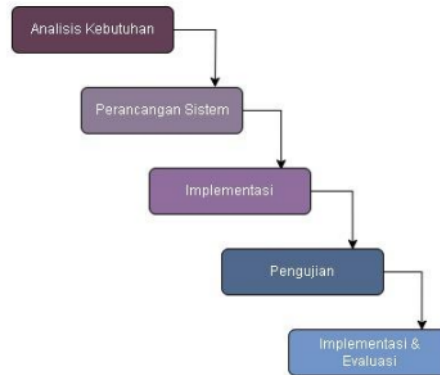 Analisis Kebutuhan
Perancangan Sistem
Implementasi
Pengujian
Implementasi &
Evaluasi